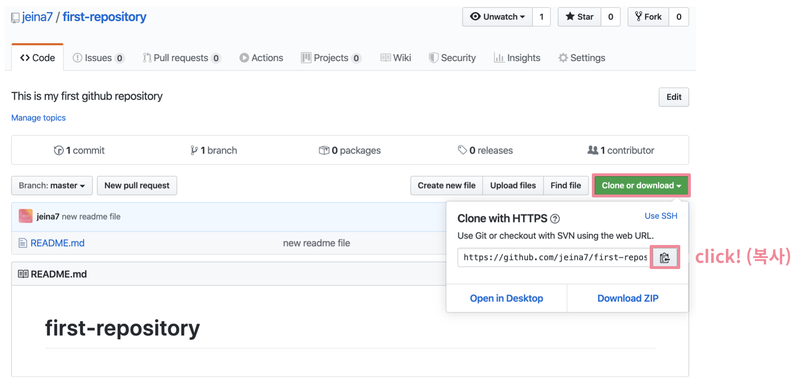 jeina7 / first-repository
Unwatch 1 Star 0 Fork 0
Code Issues 0 Pull requests 0 Actions Projects 0 Wiki Security Insights Settings
This is my first github repository
Edit
Manage topics
1 commit 1 branch 0 packages 0 releases 1 contributor
Branch: master New pull request Create new file Upload files Find file Clone or download
jeina7 new readme file
README.md new readme file
Clone with HTTPS Use SSH
Use Git or checkout with SVN using the web URL.
https://github.com/jeina7/first-repos
click! (복사)
Open in Desktop Download ZIP
README.md
first-repository